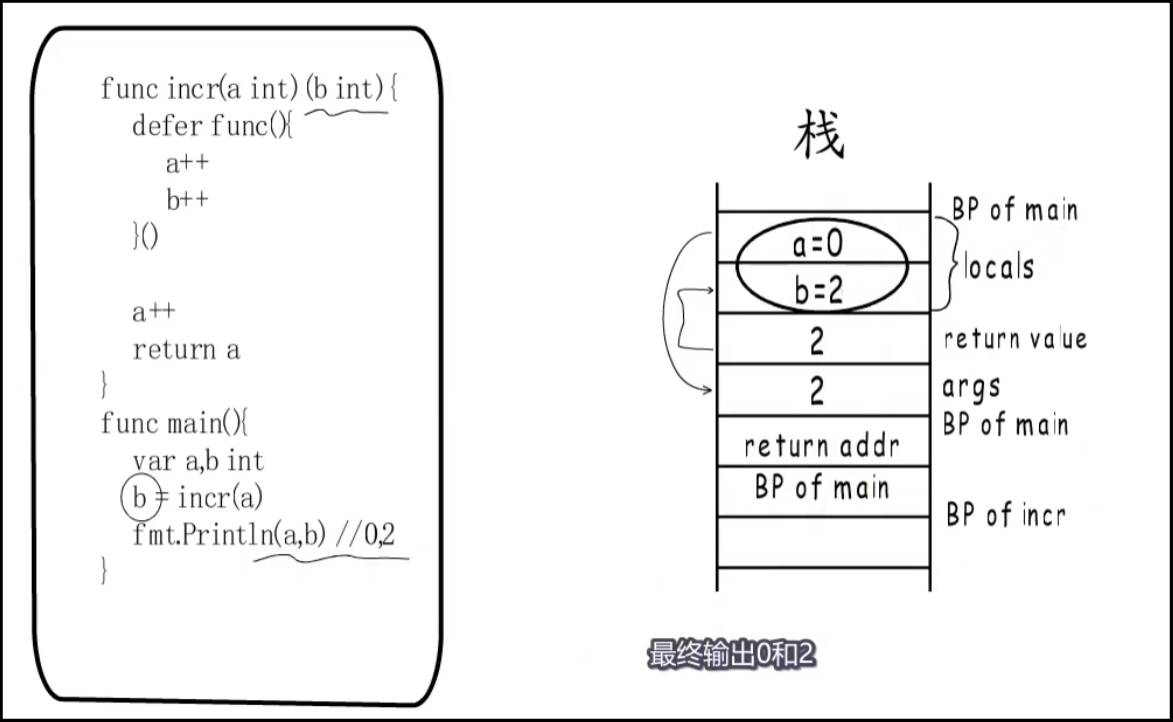 func incr(a int)(b int){
defer func(){
a++
b++
}()
a++
return a
}
func main(){
var a,b int
b = incr(a)
fmt.Println(a,b) //0,2
}
栈
BP of main
a=0
locals
b=2
2
return value
2
args
BP of main
return addr
BP of main
BP of incr
最终输出0和2